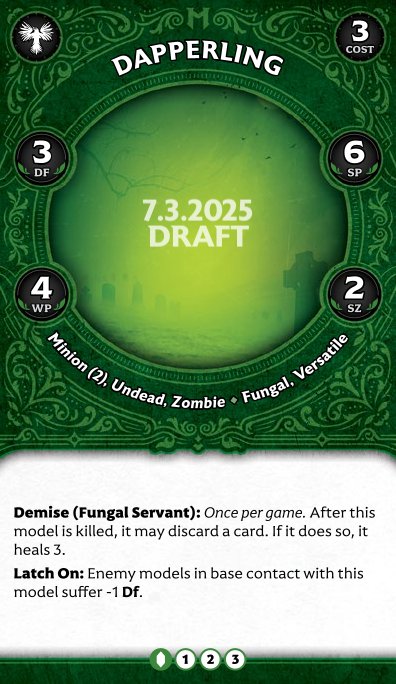 3
COST
DAPPERLING
3
DF
6
SP
7.3.2025
DRAFT
4
WP
2
SZ
Minion (2), Undead, Zombie ◆ Fungal, Versatile
Demise (Fungal Servant): Once per game. After this
model is killed, it may discard a card. If it does so, it
heals 3.
Latch On: Enemy models in base contact with this
model suffer -1 Df.
1 2 3